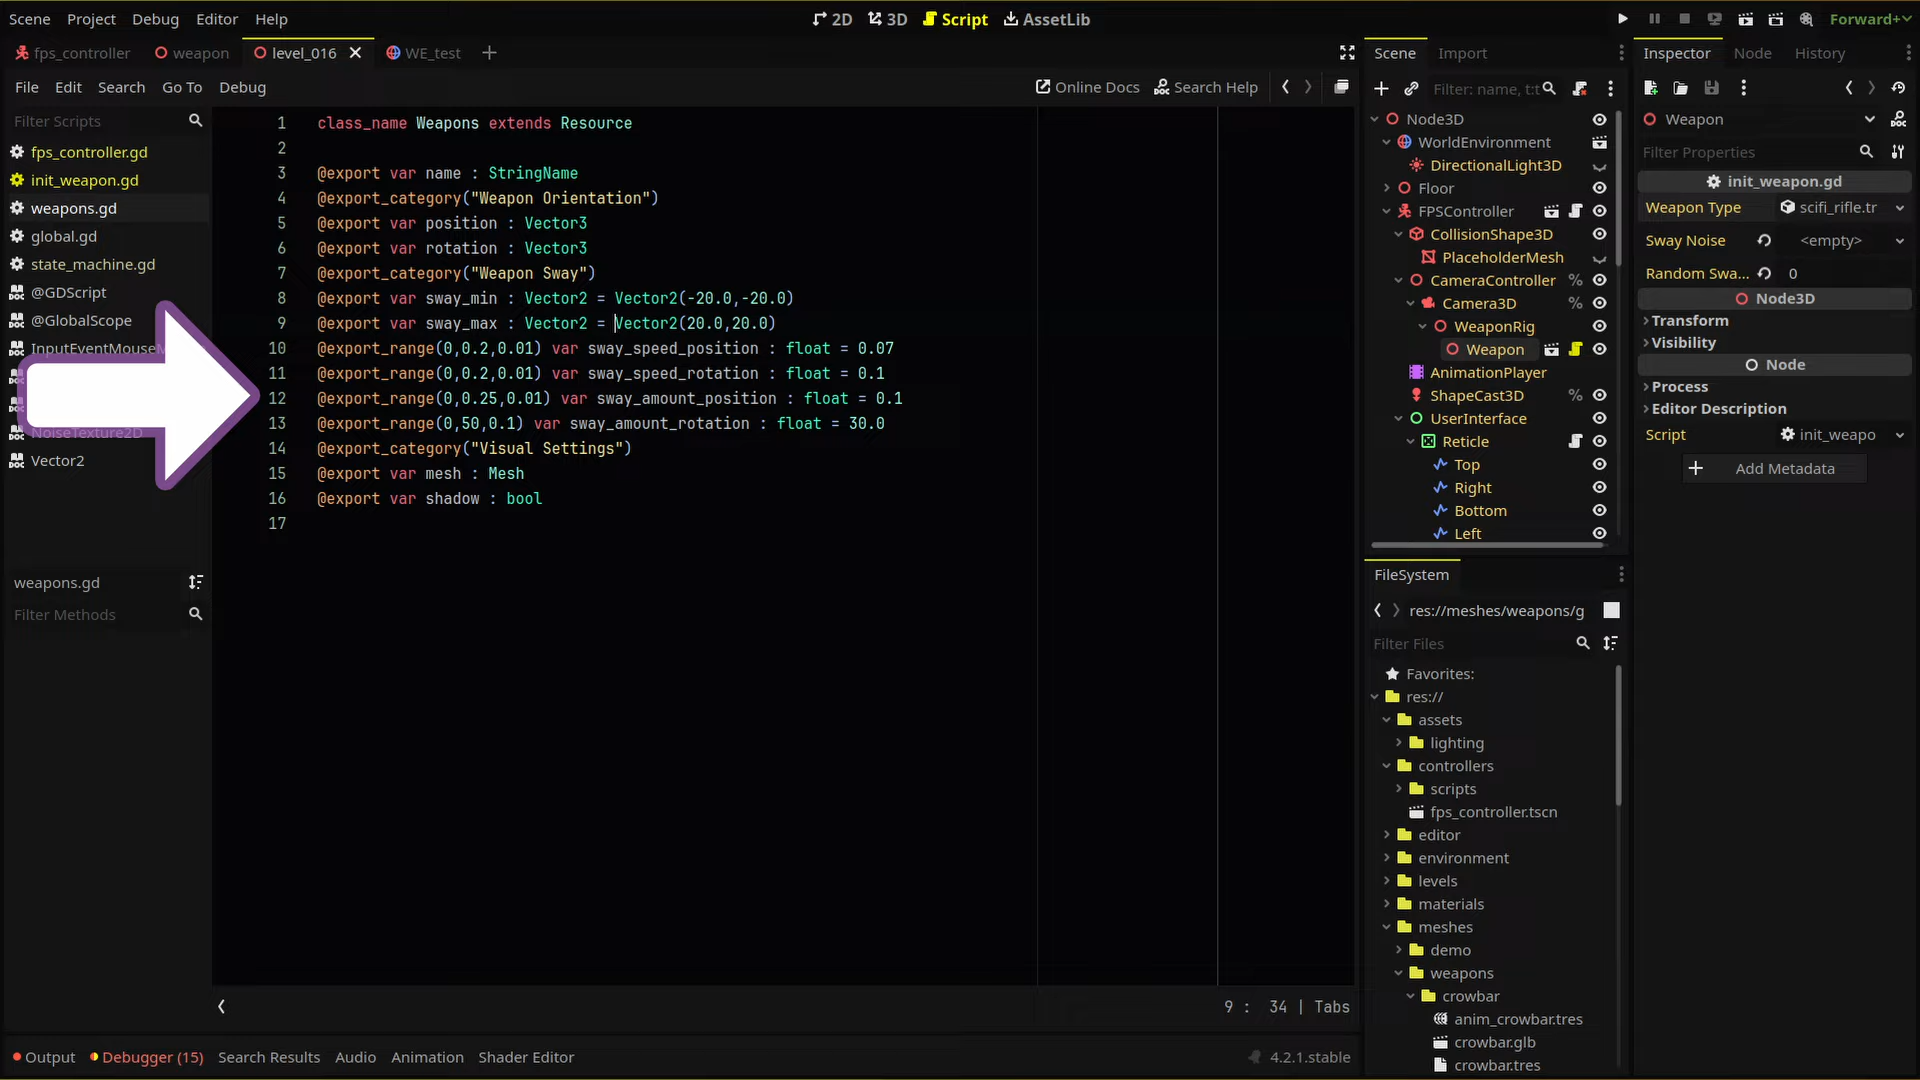 Scene Project Debug Editor Help
2D 3D Script AssetLib
Forward+
fps_controller weapon level_016 WE_test
File Edit Search Go To Debug
Online Docs Search Help
Filter Scripts
fps_controller.gd
init_weapon.gd
weapons.gd
global.gd
state_machine.gd
@GDScript
@GlobalScope
InputEventMouseM
NoiseTexture2D
Vector2
weapons.gd
Filter Methods
1 class_name Weapons extends Resource
2
3 @export var name : StringName
4 @export_category("Weapon Orientation")
5 @export var position : Vector3
6 @export var rotation : Vector3
7 @export_category("Weapon Sway")
8 @export var sway_min : Vector2 = Vector2(-20.0,-20.0)
9 @export var sway_max : Vector2 = Vector2(20.0,20.0)
10 @export_range(0,0.2,0.01) var sway_speed_position : float = 0.07
11 @export_range(0,0.2,0.01) var sway_speed_rotation : float = 0.1
12 @export_range(0,0.25,0.01) var sway_amount_position : float = 0.1
13 @export_range(0,50,0.1) var sway_amount_rotation : float = 30.0
14 @export_category("Visual Settings")
15 @export var mesh : Mesh
16 @export var shadow : bool
17
9 : 34 | Tabs
Output Debugger (15) Search Results Audio Animation Shader Editor
4.2.1.stable
Scene Import
Filter: name, t:t
Node3D
WorldEnvironment
DirectionalLight3D
Floor
FPSController
CollisionShape3D
PlaceholderMesh
CameraController %
Camera3D %
WeaponRig
Weapon
AnimationPlayer
ShapeCast3D %
UserInterface
Reticle
Top
Right
Bottom
Left
FileSystem
res://meshes/weapons/g
Filter Files
Favorites:
res://
assets
lighting
controllers
scripts
fps_controller.tscn
editor
environment
levels
materials
meshes
demo
weapons
crowbar
anim_crowbar.tres
crowbar.glb
crowbar.tres
Inspector Node History
Weapon
Filter Properties
init_weapon.gd
Weapon Type scifi_rifle.tr
Sway Noise <empty>
Random Swa... 0
Node3D
Transform
Visibility
Node
Process
Editor Description
Script init_weapo
Add Metadata